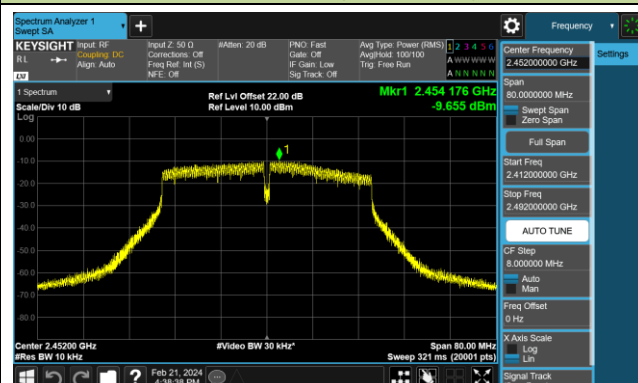 Spectrum Analyzer 1
Swept SA
Frequency
KEYSIGHT
RL
LXI
Input: RF
Coupling: DC
Align: Auto
Input Z: 50 Ω
Corrections: Off
Freq Ref: Int (S)
NFE: Off
#Atten: 20 dB
PNO: Fast
Gate: Off
IF Gain: Low
Sig Track: Off
Avg Type: Power (RMS)
Avg|Hold: 100/100
Trig: Free Run
1 2 3 4 5 6
A W W W W W
A N N N N N
Center Frequency
2.452000000 GHz
Settings
Span
80.0000000 MHz
Swept Span
Zero Span
Full Span
Start Freq
2.412000000 GHz
Stop Freq
2.492000000 GHz
AUTO TUNE
CF Step
8.000000 MHz
Auto
Man
Freq Offset
0 Hz
X Axis Scale
Log
Lin
Signal Track
1 Spectrum
Scale/Div 10 dB
Log
Ref Lvl Offset 22.00 dB
Ref Level 10.00 dBm
Mkr1 2.454 176 GHz
-9.655 dBm
1
0.00
-10.0
-20.0
-30.0
-40.0
-50.0
-60.0
-70.0
-80.0
Center 2.45200 GHz
#Res BW 10 kHz
#Video BW 30 kHz*
Span 80.00 MHz
Sweep 321 ms (20001 pts)
?
Feb 21, 2024
4:38:38 PM